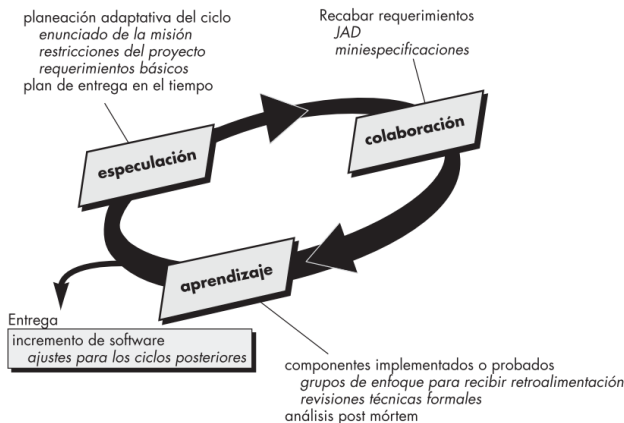 planeación adaptativa del ciclo
enunciado de la misión
restricciones del proyecto
requerimientos básicos
plan de entrega en el tiempo
Recabar requerimientos
JAD
miniespecificaciones
especulación
colaboración
aprendizaje
Entrega
incremento de software
ajustes para los ciclos posteriores
componentes implementados o probados
grupos de enfoque para recibir retroalimentación
revisiones técnicas formales
análisis post mórtem